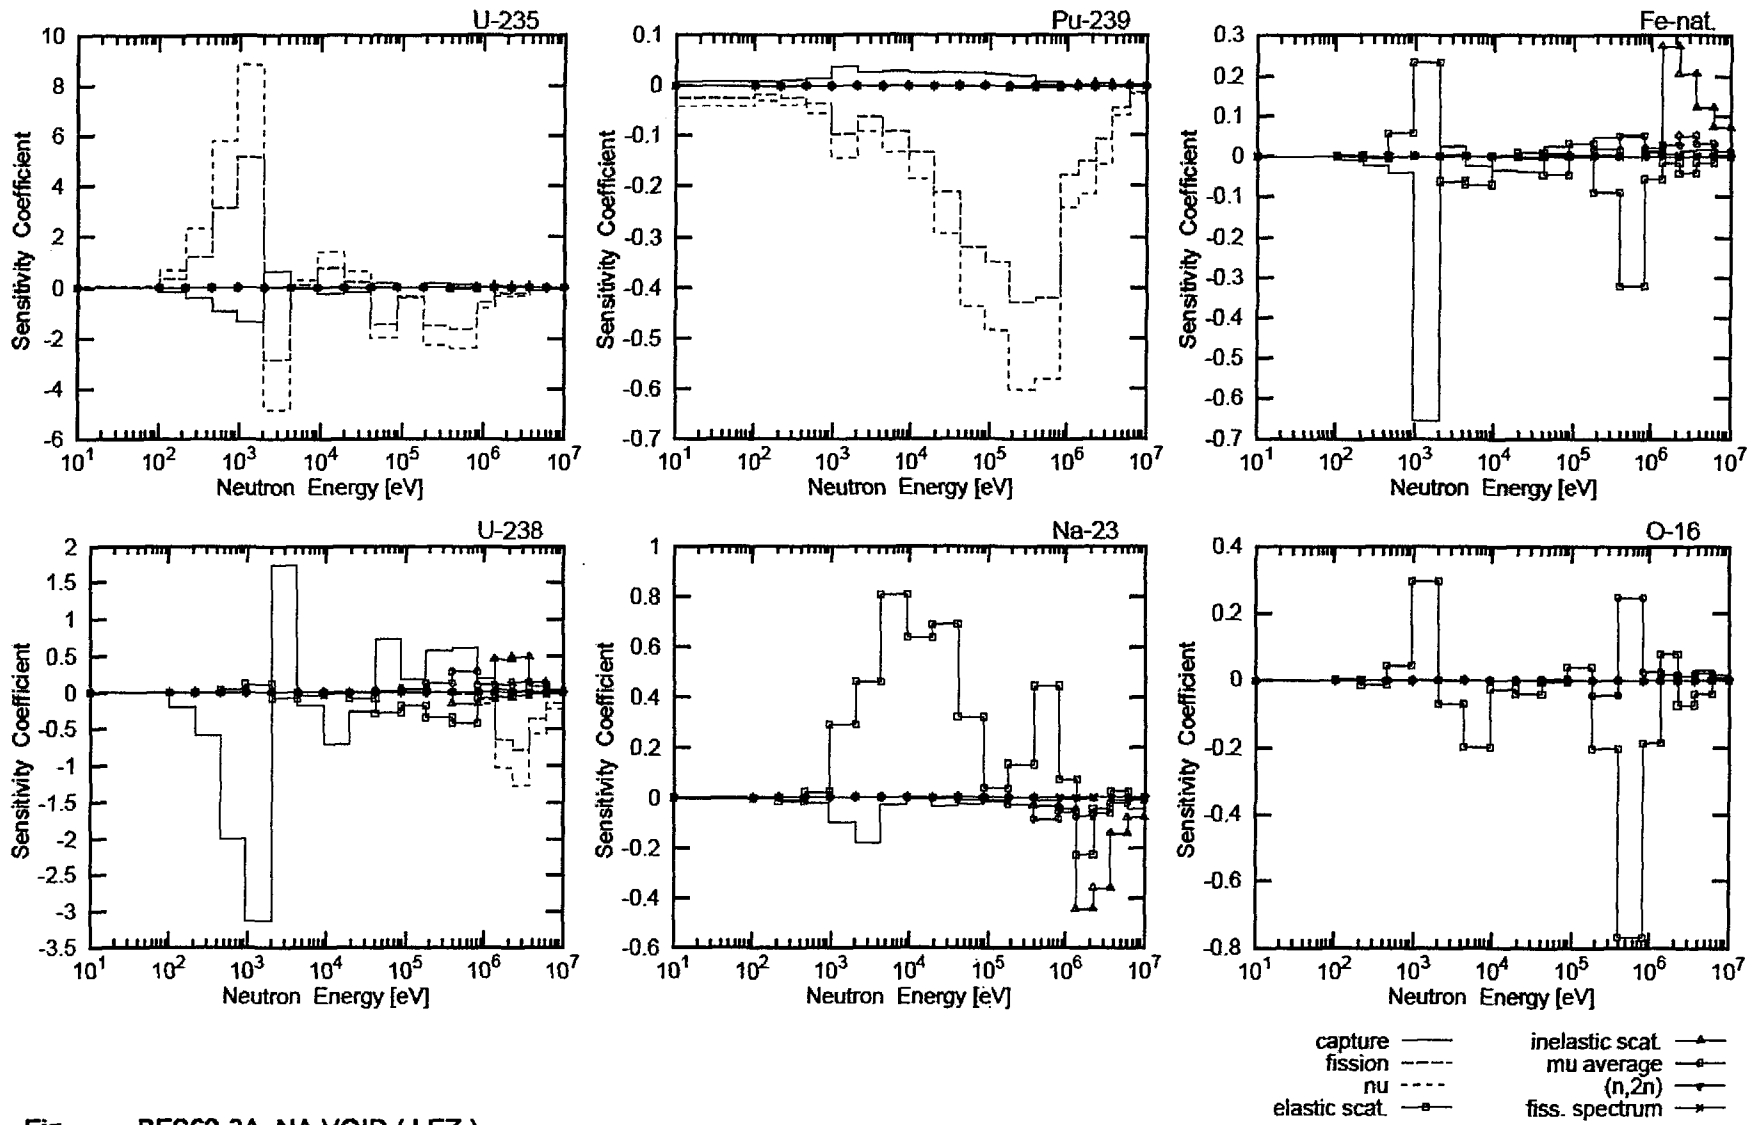 U-235
10
8
6
4
2
0
-2
-4
-6
10^1 10^2 10^3 10^4 10^5 10^6 10^7
Sensitivity Coefficient
Neutron Energy [eV]
Pu-239
0.1
0
-0.1
-0.2
-0.3
-0.4
-0.5
-0.6
-0.7
10^1 10^2 10^3 10^4 10^5 10^6 10^7
Sensitivity Coefficient
Neutron Energy [eV]
Fe-nat.
0.3
0.2
0.1
0
-0.1
-0.2
-0.3
-0.4
-0.5
-0.6
-0.7
10^1 10^2 10^3 10^4 10^5 10^6 10^7
Sensitivity Coefficient
Neutron Energy [eV]
U-238
2
1.5
1
0.5
0
-0.5
-1
-1.5
-2
-2.5
-3
-3.5
10^1 10^2 10^3 10^4 10^5 10^6 10^7
Sensitivity Coefficient
Neutron Energy [eV]
Na-23
1
0.8
0.6
0.4
0.2
0
-0.2
-0.4
-0.6
10^1 10^2 10^3 10^4 10^5 10^6 10^7
Sensitivity Coefficient
Neutron Energy [eV]
O-16
0.4
0.2
0
-0.2
-0.4
-0.6
-0.8
10^1 10^2 10^3 10^4 10^5 10^6 10^7
Sensitivity Coefficient
Neutron Energy [eV]
capture
fission
nu
elastic scat.
inelastic scat.
mu average
(n,2n)
fiss. spectrum